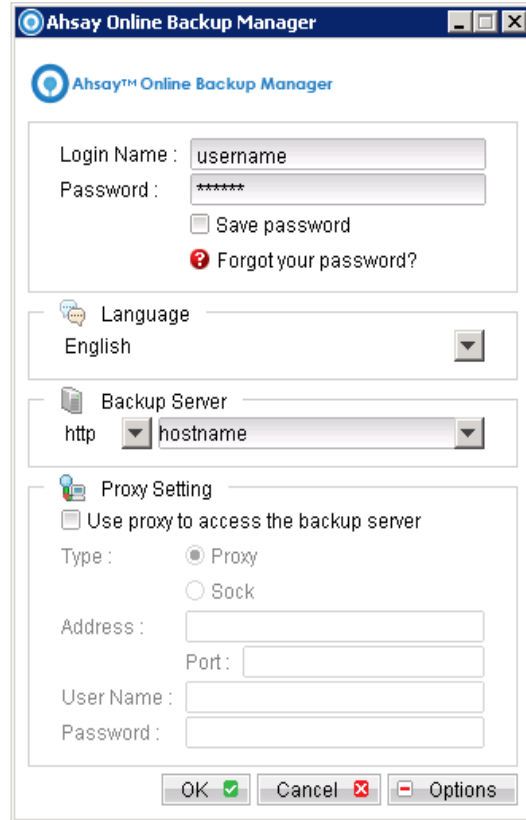 Ahsay Online Backup Manager
Ahsay™ Online Backup Manager
Login Name : username
Password : ******
Save password
Forgot your password?
Language
English
Backup Server
http hostname
Proxy Setting
Use proxy to access the backup server
Type : Proxy
Sock
Address :
Port :
User Name :
Password :
OK Cancel Options